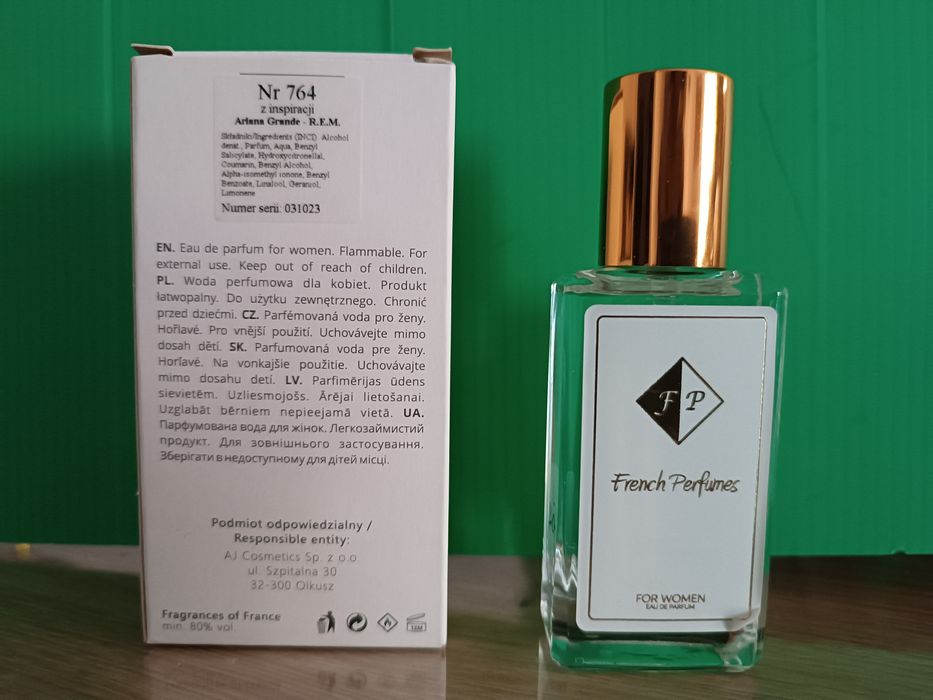 Nr 764
z inspiracji
Ariana Grande - R.E.M.
Składniki/Ingredients (INCI) Alcohol
denat., Parfum, Aqua, Benzyl
Salicylate, Hydroxycitronellal,
Coumarin, Benzyl Alcohol,
Alpha-isomethyl ionone, Benzyl
Benzoate, Linalool, Geraniol,
Limonene
Numer serii: 031023
EN. Eau de parfum for women. Flammable. For
external use. Keep out of reach of children.
PL. Woda perfumowa dla kobiet. Produkt
łatwopalny. Do użytku zewnętrznego. Chronić
przed dziećmi. CZ. Parfémovaná voda pro ženy.
Hořlavé. Pro vnější použití. Uchovávejte mimo
dosah dětí. SK. Parfumovaná voda pre ženy.
Horľavé. Na vonkajšie použitie. Uchovávajte
mimo dosahu detí. LV. Parfimērijas ūdens
sievietēm. Uzliesmojošs. Ārējai lietošanai.
Uzglabāt bērniem nepieejamā vietā. UA.
Парфумована вода для жінок. Легкозаймистий
продукт. Для зовнішнього застосування.
Зберігати в недоступному для дітей місці.
Podmiot odpowiedzialny /
Responsible entity:
AJ Cosmetics Sp. z o.o
ul. Szpitalna 30
32-300 Olkusz
Fragrances of France
min. 80% vol.
12M
F P
French Perfumes
FOR WOMEN
EAU DE PARFUM